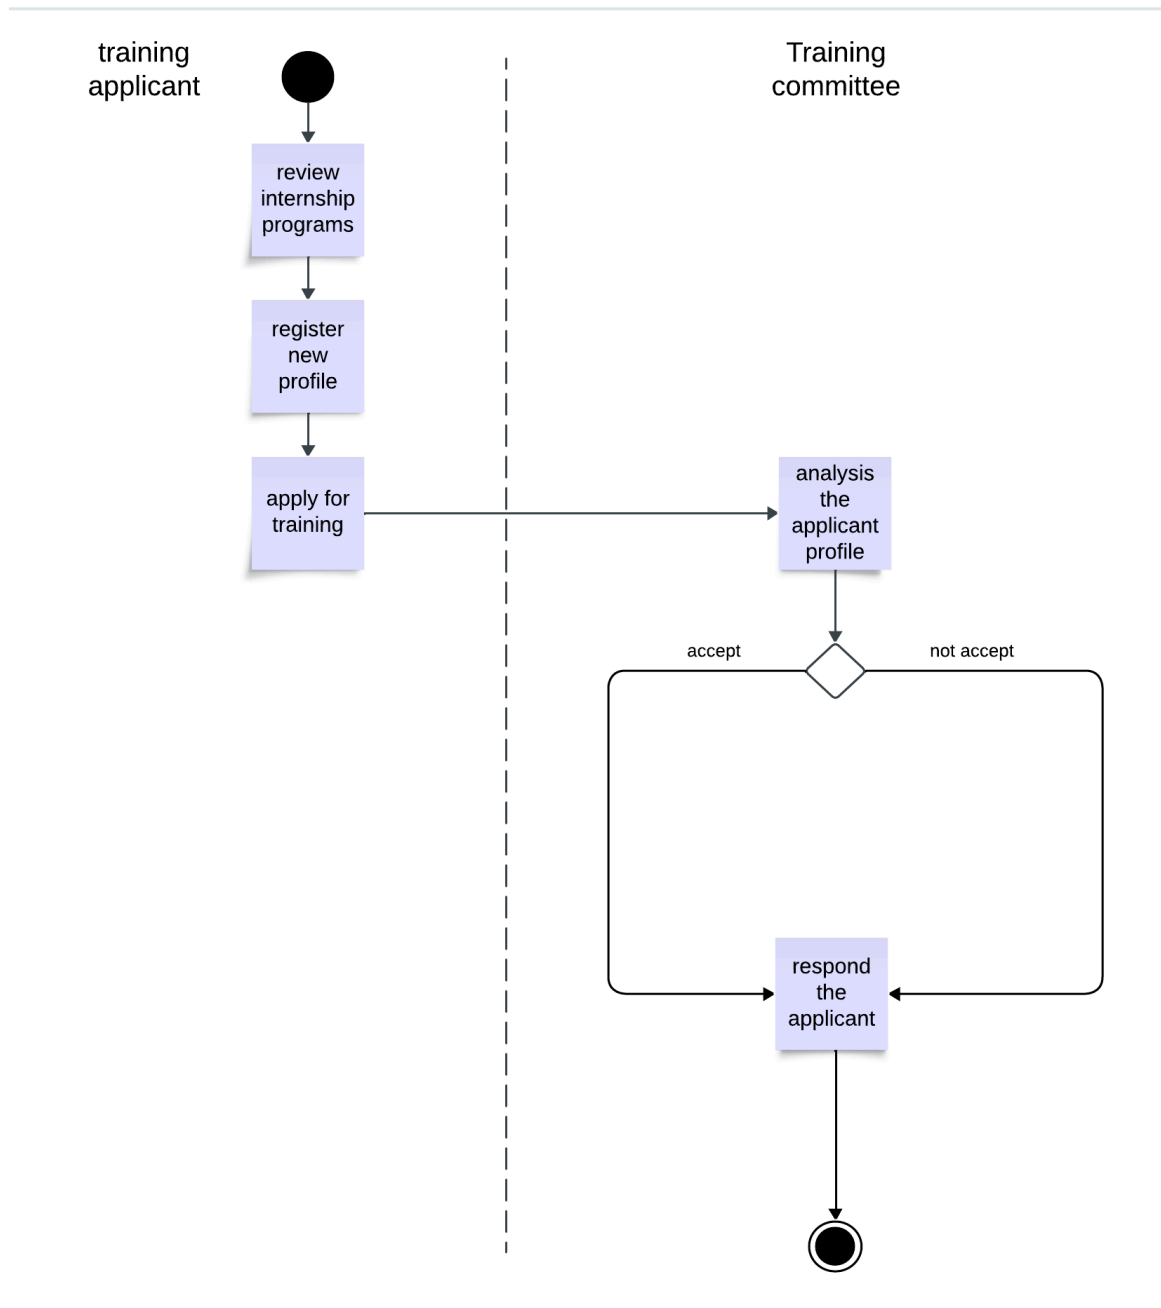 training
applicant
Training
committee
review
internship
programs
register
new
profile
apply for
training
analysis
the
applicant
profile
accept
not accept
respond
the
applicant